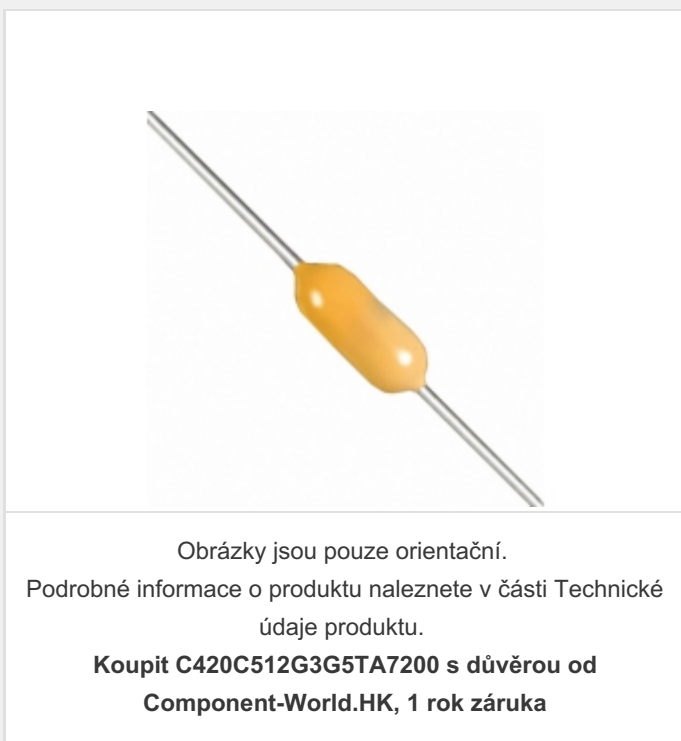 Obrázky jsou pouze orientační.
Podrobné informace o produktu naleznete v části Technické
údaje produktu.
Koupit C420C512G3G5TA7200 s důvěrou od
Component-World.HK, 1 rok záruka